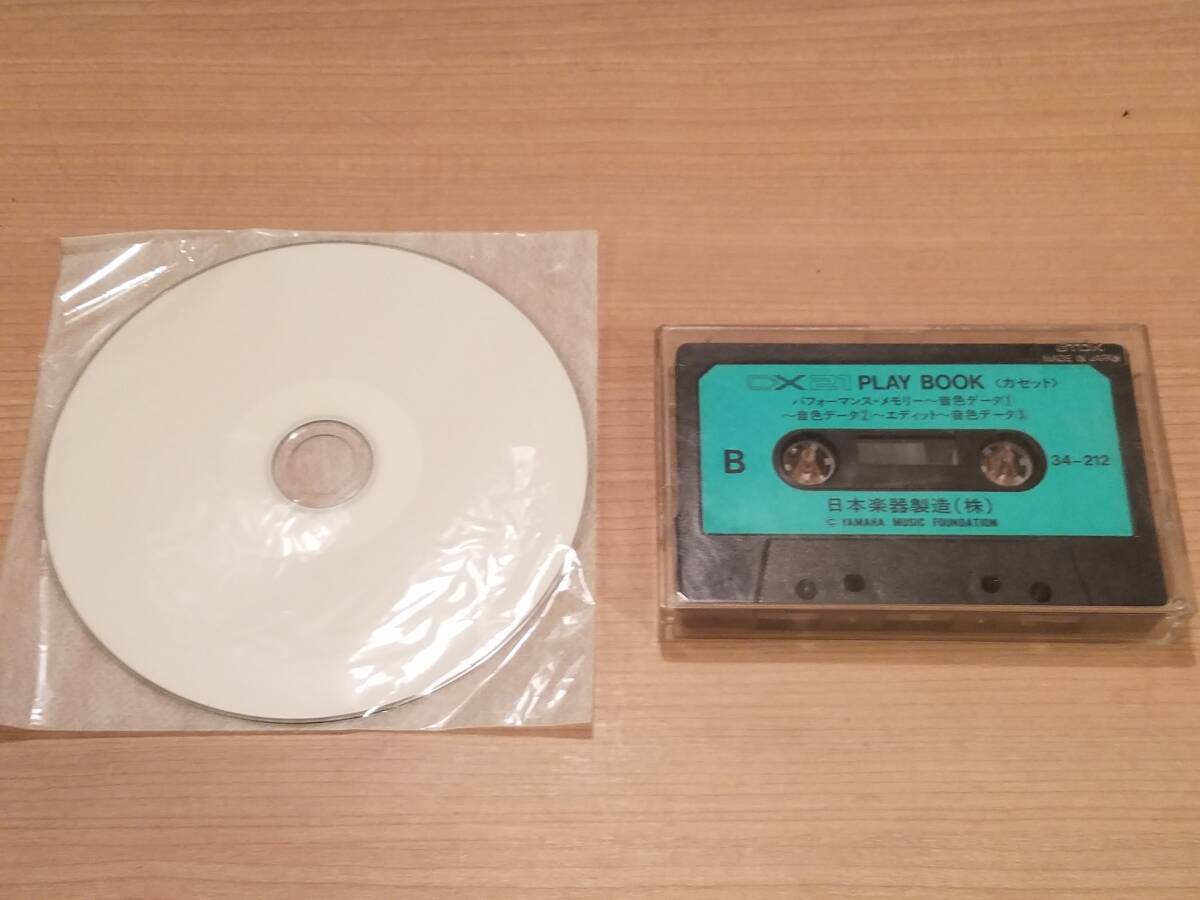 MADE IN JAPAN
DX21 PLAY BOOK〈カセット〉
パフォーマンス・メモリー〜音色データ①
〜音色データ②〜エディット〜音色データ③
B
34-212
日本楽器製造(株)
© YAMAHA MUSIC FOUNDATION